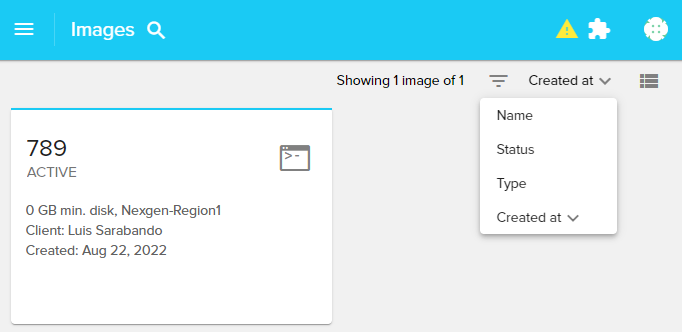 Images
Showing 1 image of 1
Created at
Name
Status
Type
Created at
789
ACTIVE
0 GB min. disk, Nexgen-Region1
Client: Luis Sarabando
Created: Aug 22, 2022